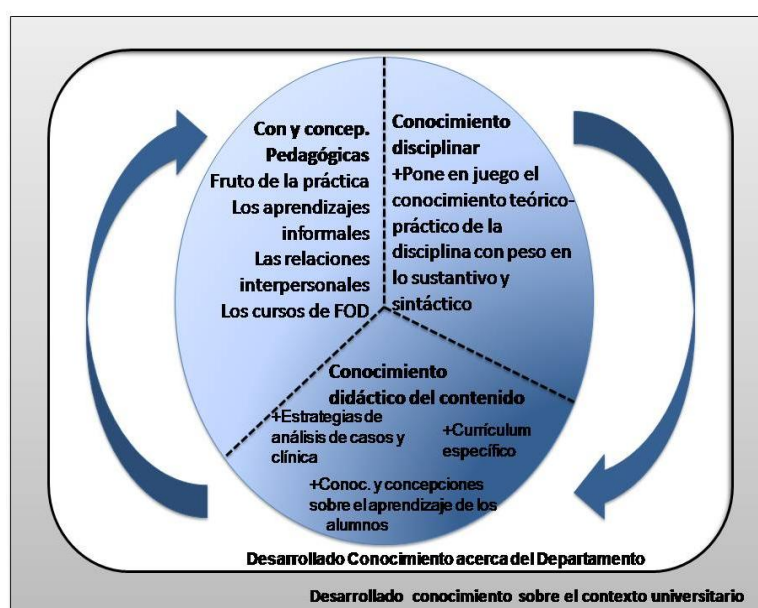 Con y concep.
Pedagógicas
Fruto de la práctica
Los aprendizajes
informales
Las relaciones
interpersonales
Los cursos de FOD
Conocimiento
disciplinar
+Pone en juego el
conocimiento teórico-
práctico de la
disciplina con peso en
lo sustantivo y
sintáctico
Conocimiento
didáctico del contenido
+Estrategias de
análisis de casos y
clínica
+Currículum
específico
+Conoc. y concepciones
sobre el aprendizaje de los
alumnos
Desarrollado Conocimiento acerca del Departamento
Desarrollado conocimiento sobre el contexto universitario